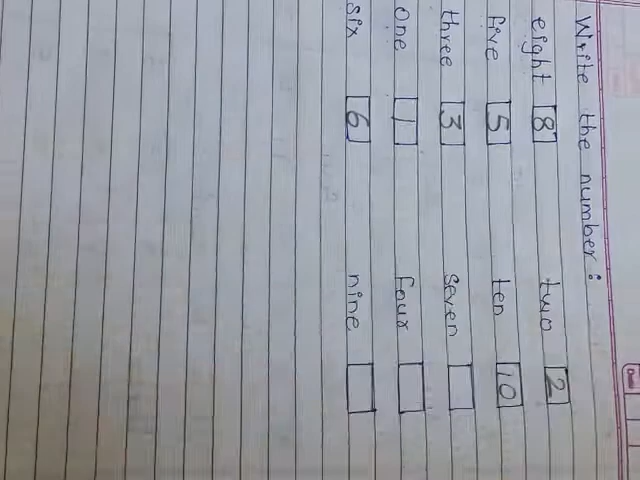 Write the number:
eight 8 two 2
five 5 ten 10
three 3 seven
one 1 four
six 6 nine